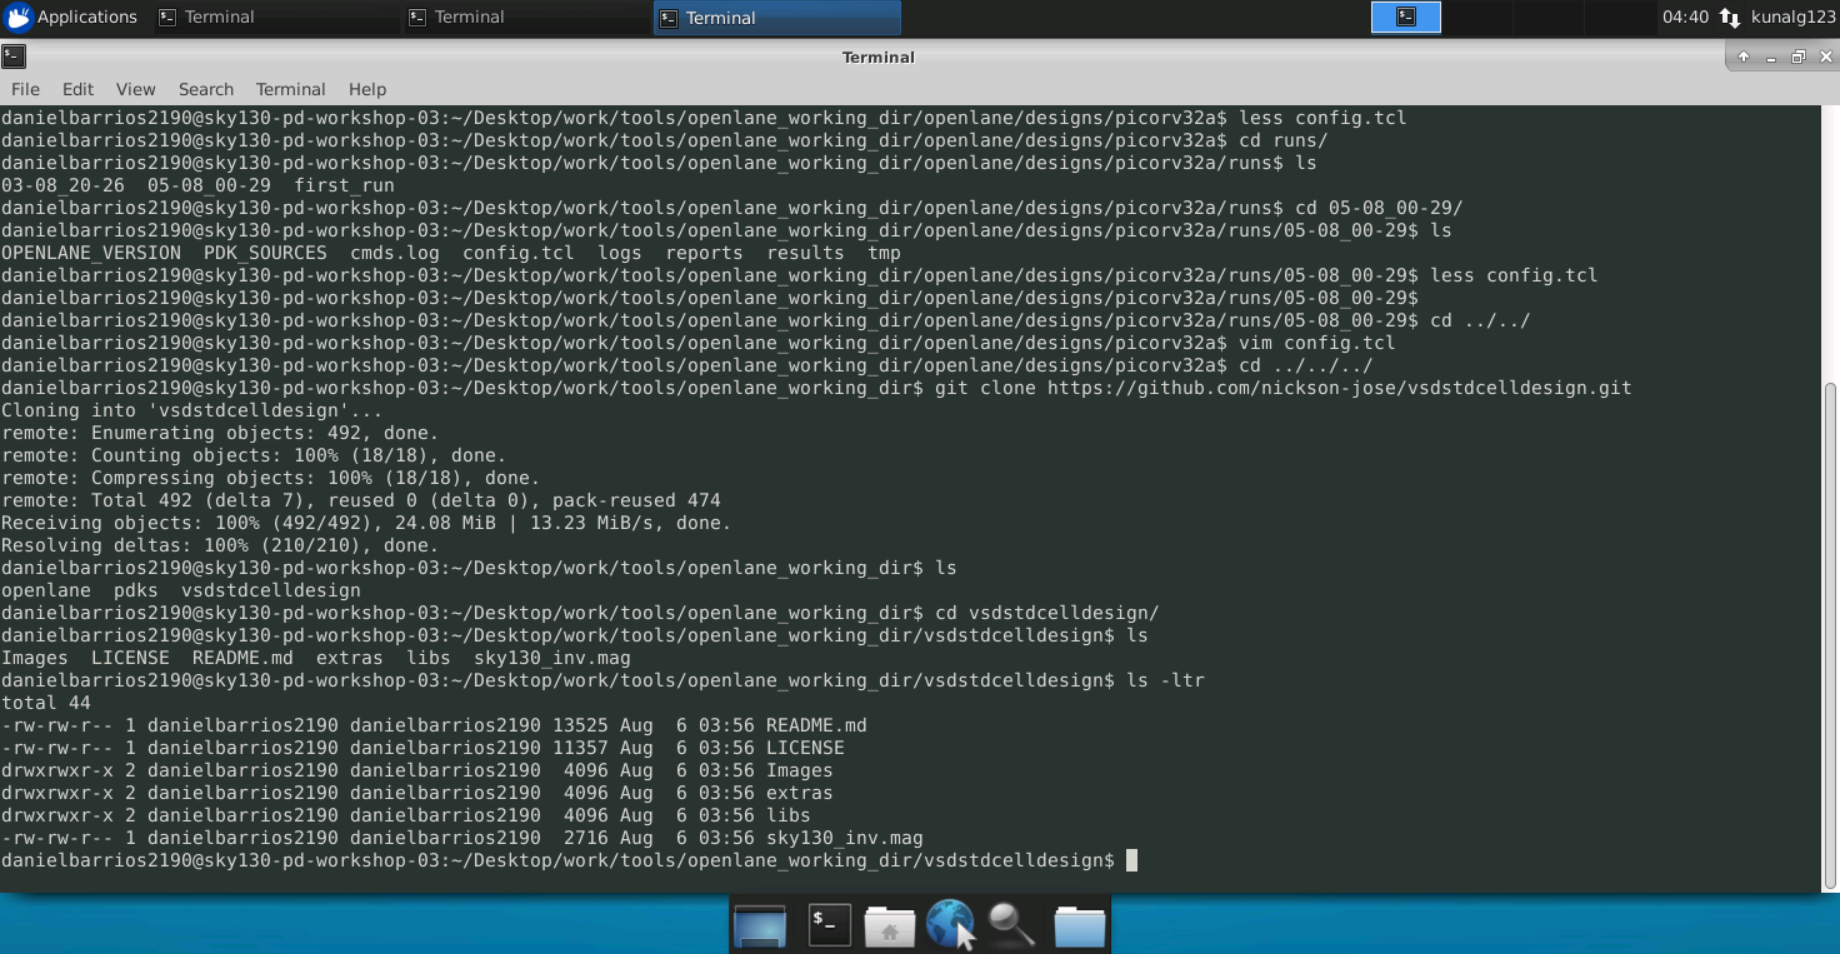 Applications  Terminal  Terminal  Terminal  04:40  kunalg123
Terminal
File  Edit  View  Search  Terminal  Help
danielbarrios2190@sky130-pd-workshop-03:~/Desktop/work/tools/openlane_working_dir/openlane/designs/picorv32a$ less config.tcl
danielbarrios2190@sky130-pd-workshop-03:~/Desktop/work/tools/openlane_working_dir/openlane/designs/picorv32a$ cd runs/
danielbarrios2190@sky130-pd-workshop-03:~/Desktop/work/tools/openlane_working_dir/openlane/designs/picorv32a/runs$ ls
03-08_20-26  05-08_00-29  first_run
danielbarrios2190@sky130-pd-workshop-03:~/Desktop/work/tools/openlane_working_dir/openlane/designs/picorv32a/runs$ cd 05-08_00-29/
danielbarrios2190@sky130-pd-workshop-03:~/Desktop/work/tools/openlane_working_dir/openlane/designs/picorv32a/runs/05-08_00-29$ ls
OPENLANE_VERSION  PDK_SOURCES  cmds.log  config.tcl  logs  reports  results  tmp
danielbarrios2190@sky130-pd-workshop-03:~/Desktop/work/tools/openlane_working_dir/openlane/designs/picorv32a/runs/05-08_00-29$ less config.tcl
danielbarrios2190@sky130-pd-workshop-03:~/Desktop/work/tools/openlane_working_dir/openlane/designs/picorv32a/runs/05-08_00-29$
danielbarrios2190@sky130-pd-workshop-03:~/Desktop/work/tools/openlane_working_dir/openlane/designs/picorv32a/runs/05-08_00-29$ cd ../../
danielbarrios2190@sky130-pd-workshop-03:~/Desktop/work/tools/openlane_working_dir/openlane/designs/picorv32a$ vim config.tcl
danielbarrios2190@sky130-pd-workshop-03:~/Desktop/work/tools/openlane_working_dir/openlane/designs/picorv32a$ cd ../../../
danielbarrios2190@sky130-pd-workshop-03:~/Desktop/work/tools/openlane_working_dir$ git clone https://github.com/nickson-jose/vsdstdcelldesign.git
Cloning into 'vsdstdcelldesign'...
remote: Enumerating objects: 492, done.
remote: Counting objects: 100% (18/18), done.
remote: Compressing objects: 100% (18/18), done.
remote: Total 492 (delta 7), reused 0 (delta 0), pack-reused 474
Receiving objects: 100% (492/492), 24.08 MiB | 13.23 MiB/s, done.
Resolving deltas: 100% (210/210), done.
danielbarrios2190@sky130-pd-workshop-03:~/Desktop/work/tools/openlane_working_dir$ ls
openlane  pdks  vsdstdcelldesign
danielbarrios2190@sky130-pd-workshop-03:~/Desktop/work/tools/openlane_working_dir$ cd vsdstdcelldesign/
danielbarrios2190@sky130-pd-workshop-03:~/Desktop/work/tools/openlane_working_dir/vsdstdcelldesign$ ls
Images  LICENSE  README.md  extras  libs  sky130_inv.mag
danielbarrios2190@sky130-pd-workshop-03:~/Desktop/work/tools/openlane_working_dir/vsdstdcelldesign$ ls -ltr
total 44
-rw-rw-r-- 1 danielbarrios2190 danielbarrios2190 13525 Aug  6 03:56 README.md
-rw-rw-r-- 1 danielbarrios2190 danielbarrios2190 11357 Aug  6 03:56 LICENSE
drwxrwxr-x 2 danielbarrios2190 danielbarrios2190  4096 Aug  6 03:56 Images
drwxrwxr-x 2 danielbarrios2190 danielbarrios2190  4096 Aug  6 03:56 extras
drwxrwxr-x 2 danielbarrios2190 danielbarrios2190  4096 Aug  6 03:56 libs
-rw-rw-r-- 1 danielbarrios2190 danielbarrios2190  2716 Aug  6 03:56 sky130_inv.mag
danielbarrios2190@sky130-pd-workshop-03:~/Desktop/work/tools/openlane_working_dir/vsdstdcelldesign$